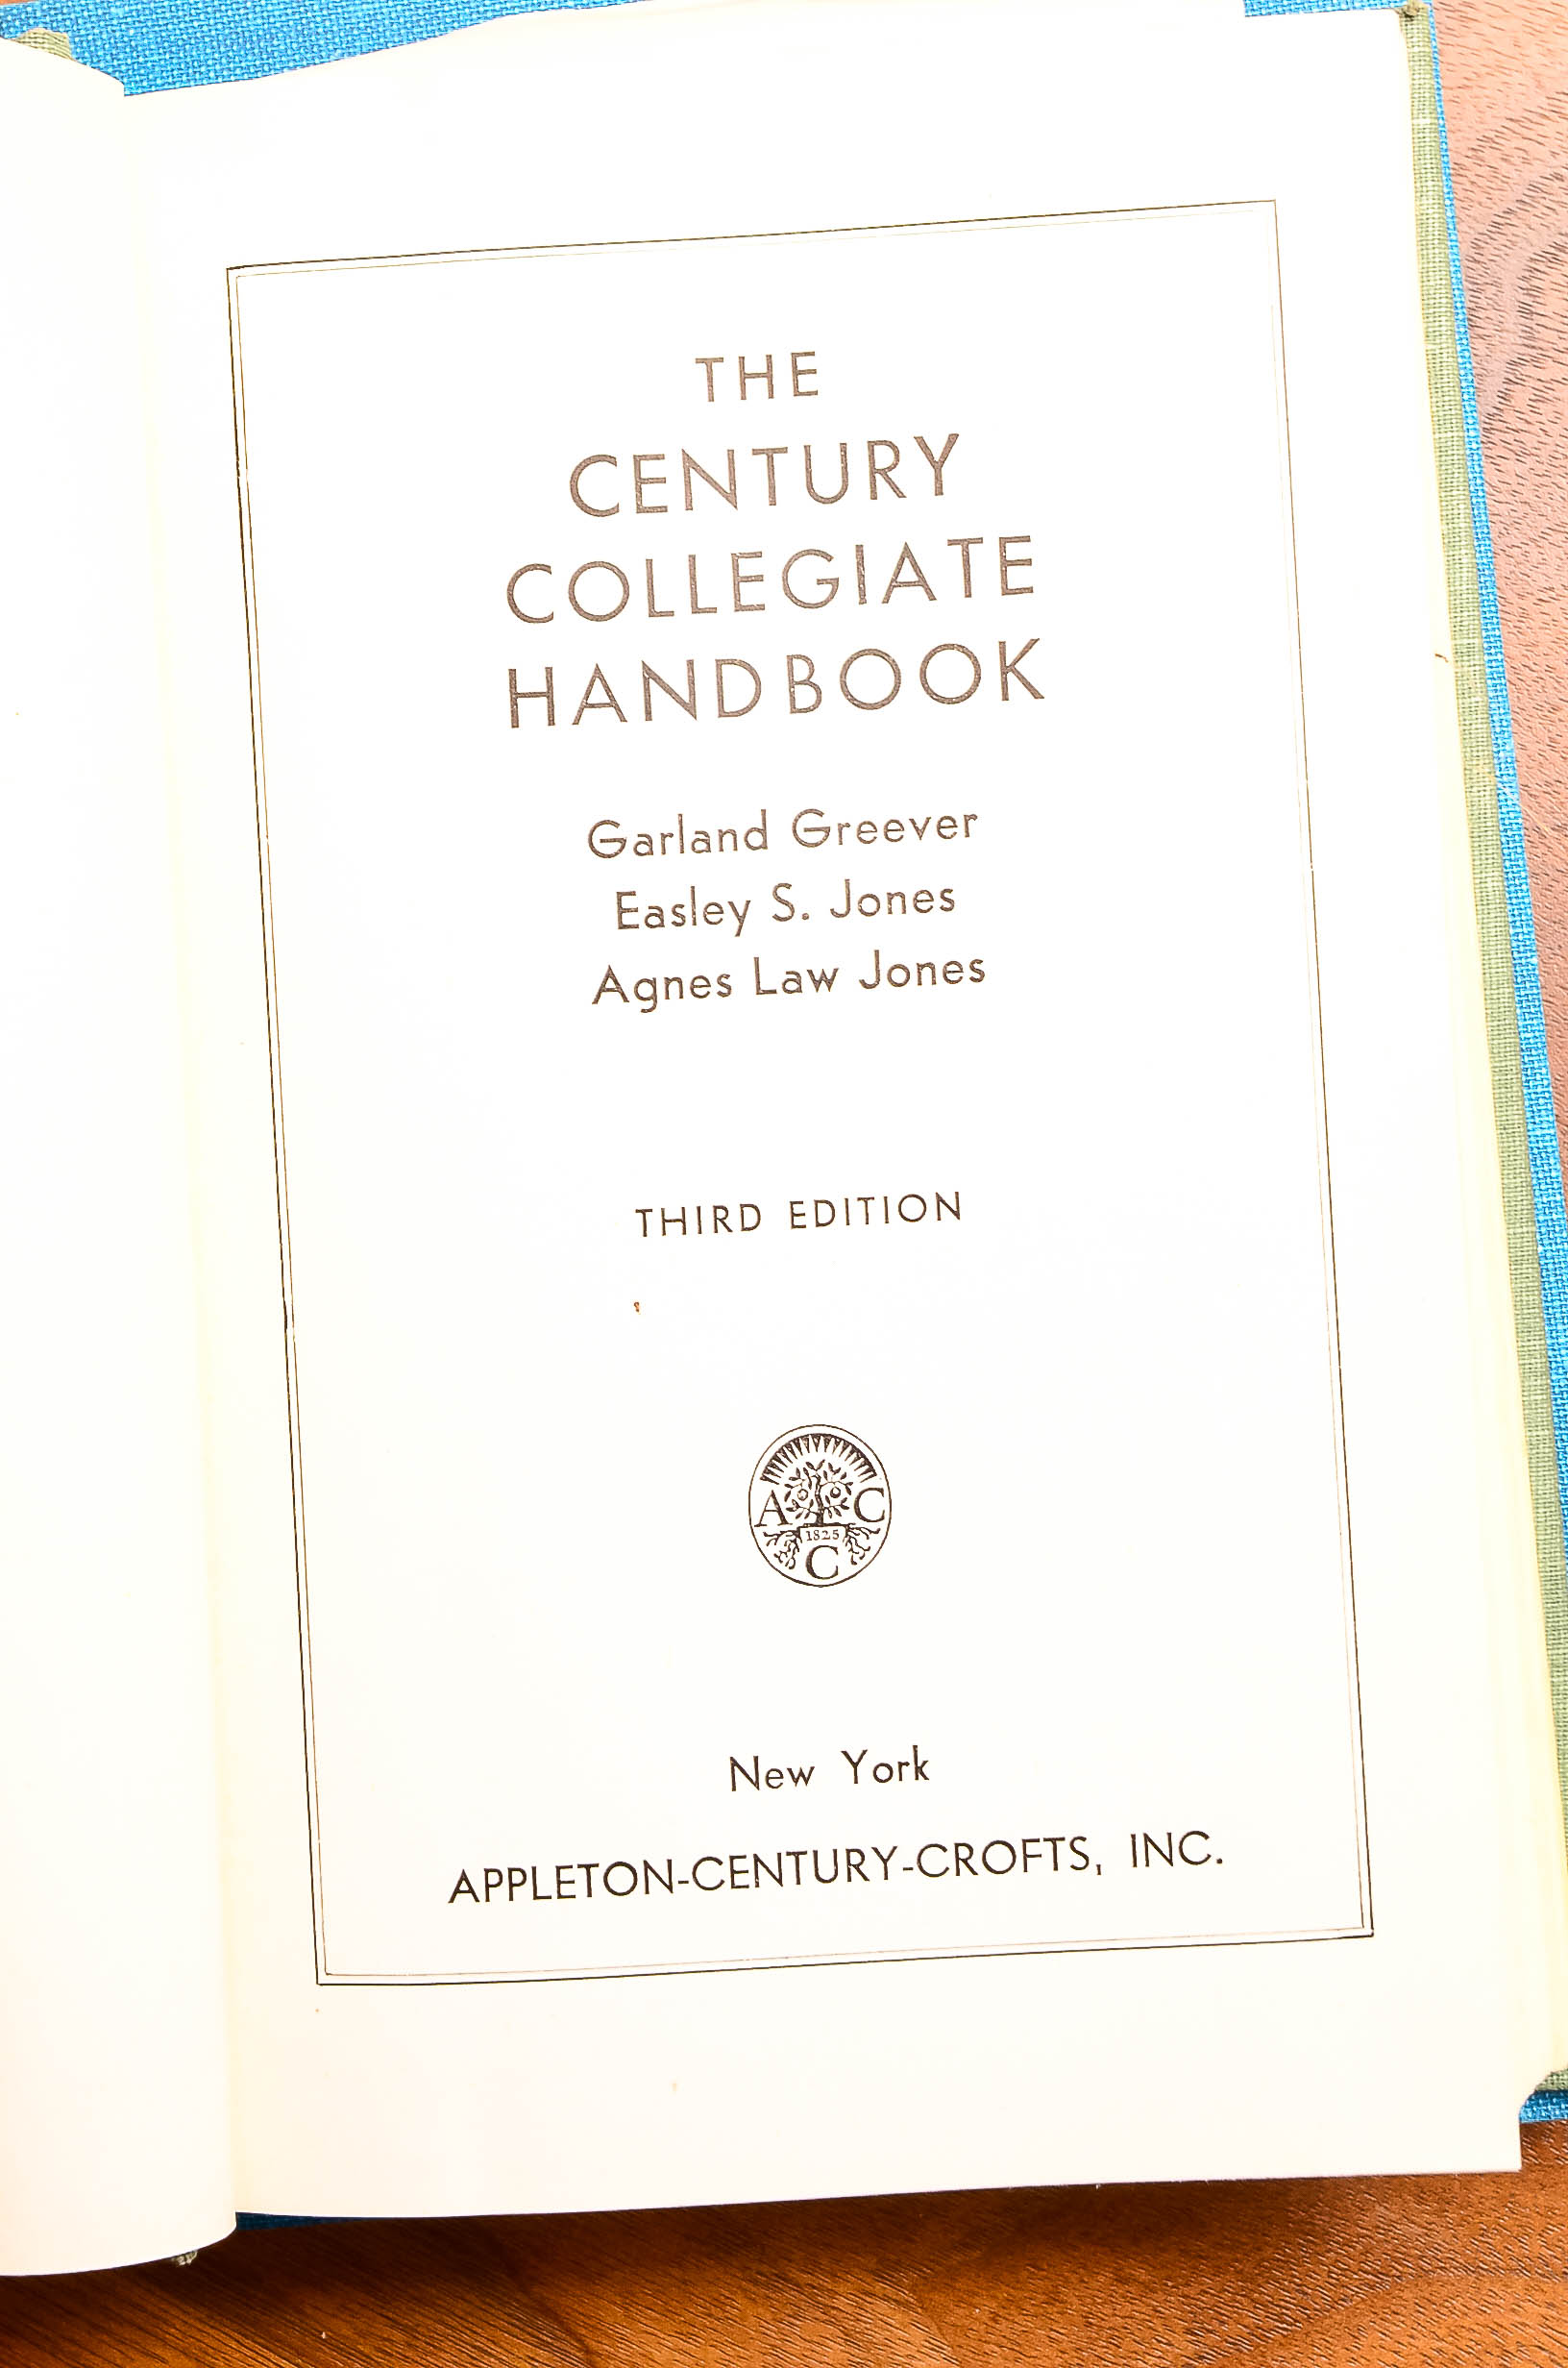 THE
CENTURY
COLLEGIATE
HANDBOOK
Garland Greever
Easley S. Jones
Agnes Law Jones
THIRD EDITION
A C
1825
C
New York
APPLETON-CENTURY-CROFTS, INC.